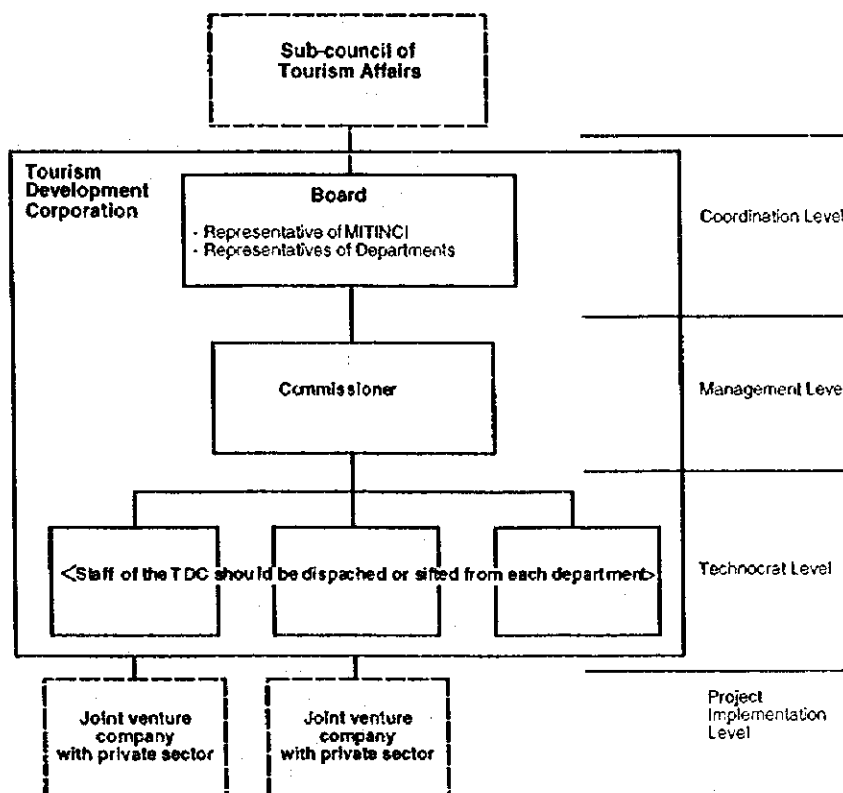 Sub-council of
Tourism Affairs
Tourism
Development
Corporation
Board
- Representative of MITINCI
- Representatives of Departments
Coordination Level
Commissioner
Management Level
<Staff of the TDC should be dispached or sifted from each department>
Technocrat Level
Joint venture
company
with private sector
Joint venture
company
with private sector
Project
Implementation
Level